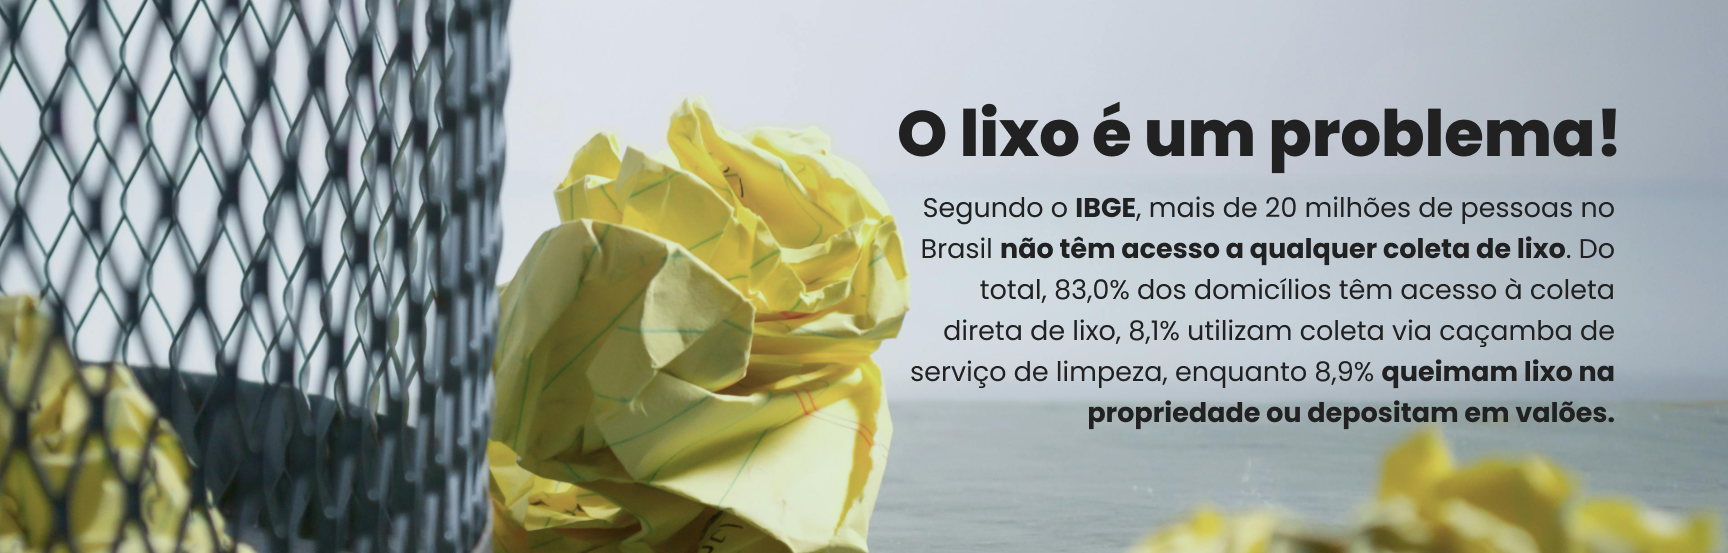 O lixo é um problema!
Segundo o IBGE, mais de 20 milhões de pessoas no
Brasil não têm acesso a qualquer coleta de lixo. Do
total, 83,0% dos domicílios têm acesso à coleta
direta de lixo, 8,1% utilizam coleta via caçamba de
serviço de limpeza, enquanto 8,9% queimam lixo na
propriedade ou depositam em valões.